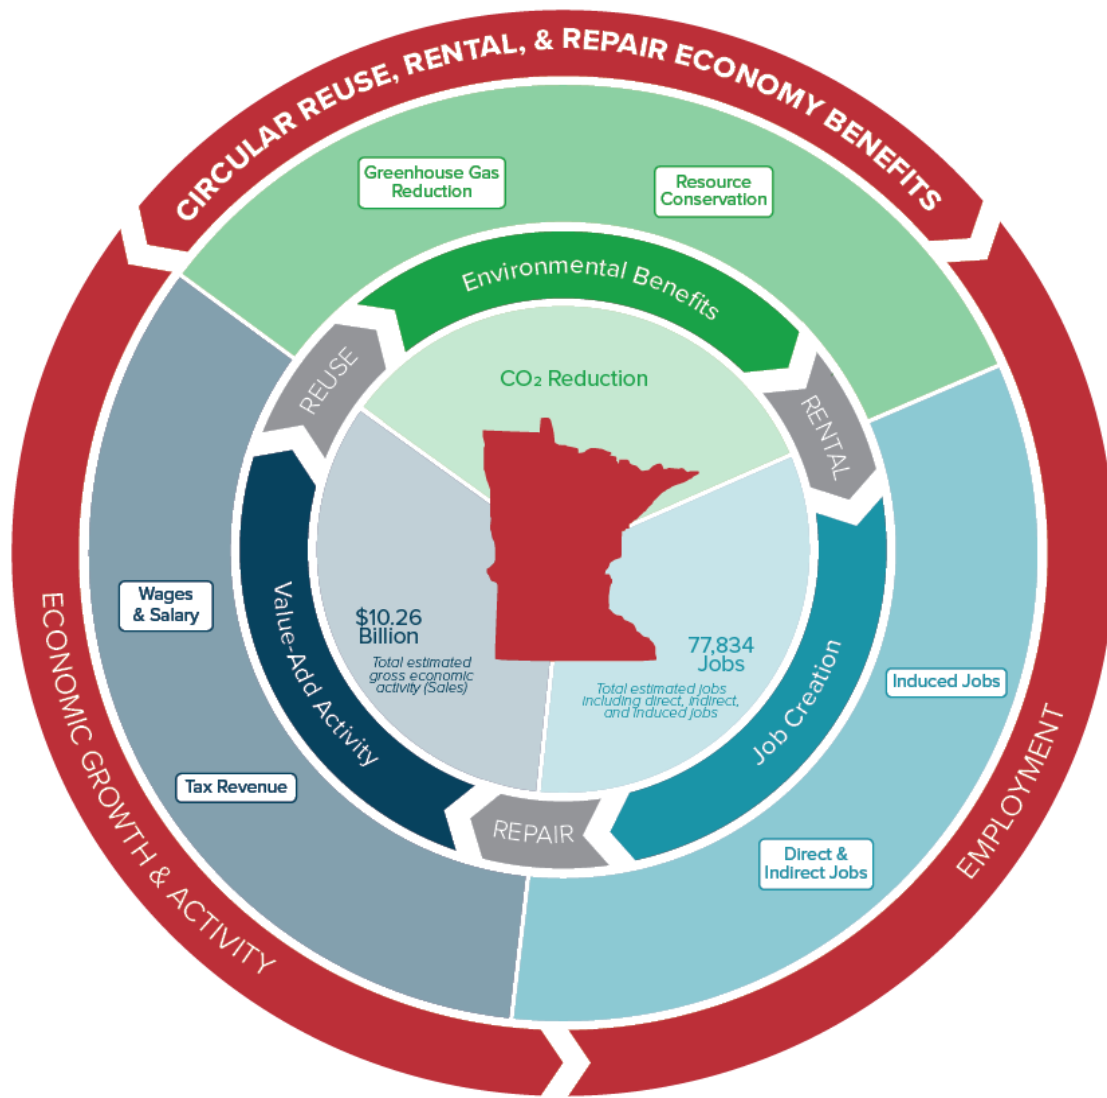 CIRCULAR REUSE, RENTAL, & REPAIR ECONOMY BENEFITS
Greenhouse Gas
Reduction
Resource
Conservation
Environmental Benefits
REUSE
RENTAL
CO₂ Reduction
$10.26
Billion
Total estimated
gross economic
activity (Sales)
77,834
Jobs
Total estimated jobs
including direct, indirect,
and induced jobs
Wages
& Salary
Tax Revenue
Value-Add Activity
Job Creation
REPAIR
Induced Jobs
Direct &
Indirect Jobs
ECONOMIC GROWTH & ACTIVITY
EMPLOYMENT